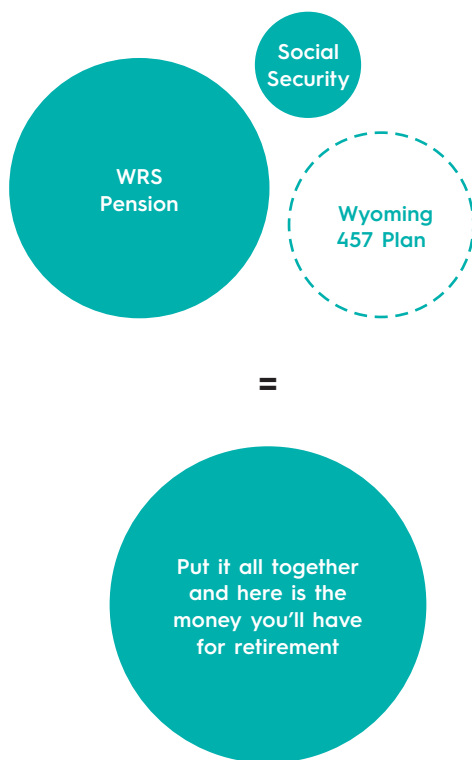 Social
Security
WRS
Pension
Wyoming
457 Plan
=
Put it all together
and here is the
money you’ll have
for retirement